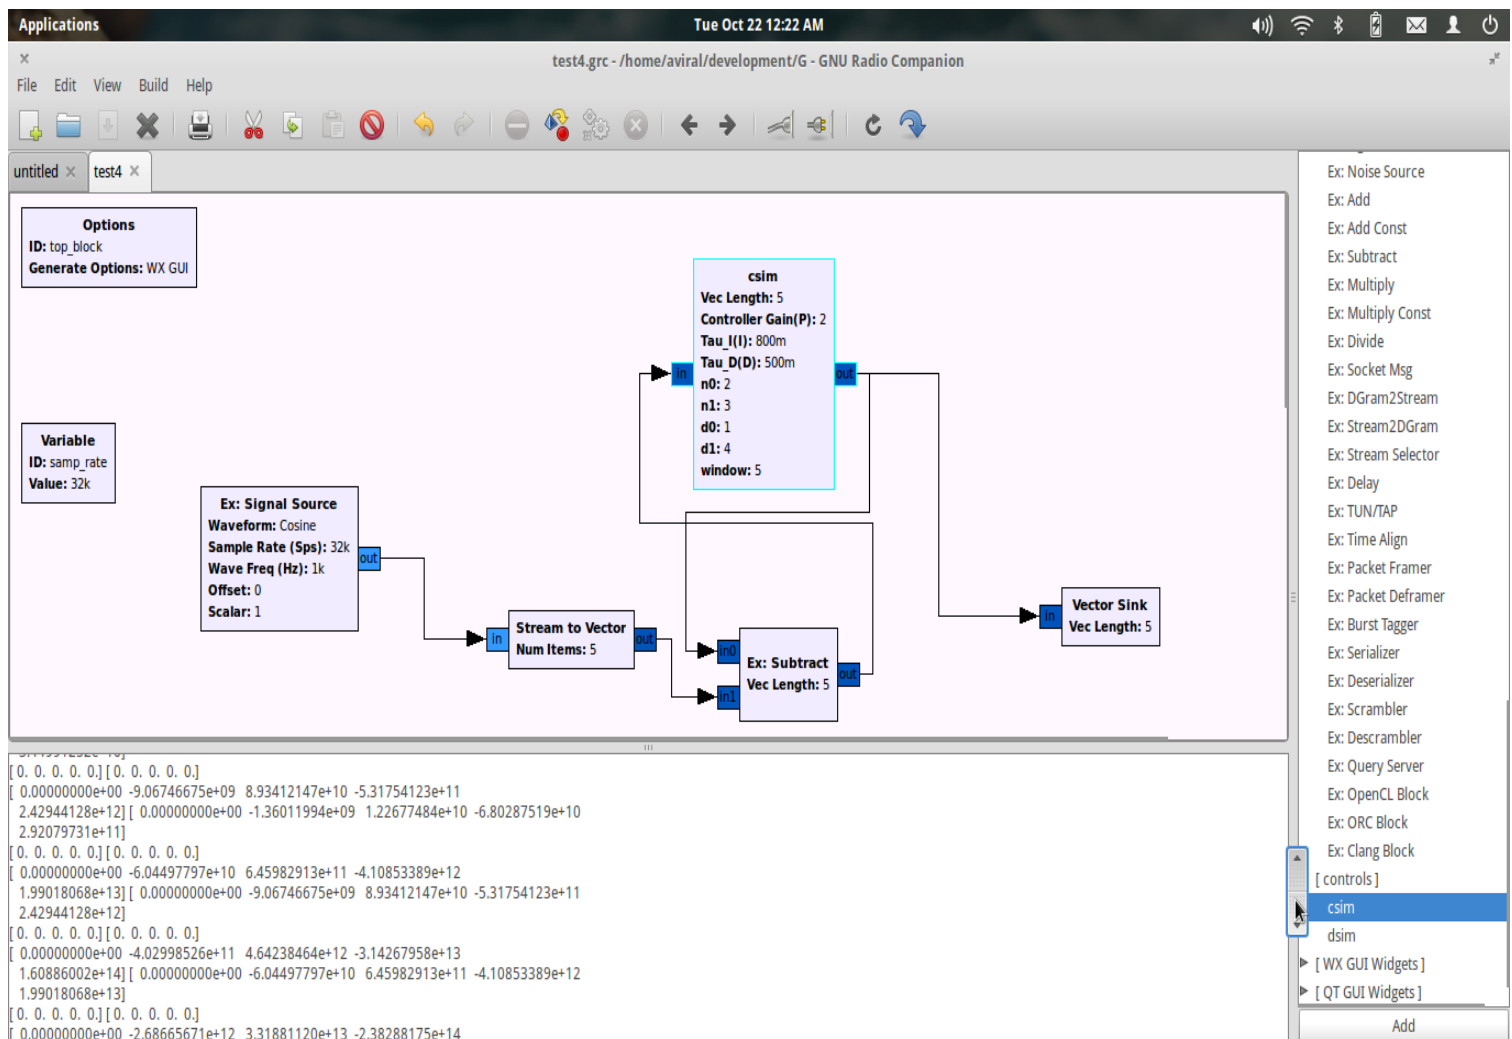 Applications
Tue Oct 22 12:22 AM
test4.grc - /home/aviral/development/G - GNU Radio Companion
File Edit View Build Help
untitled
test4
Options
ID: top_block
Generate Options: WX GUI
Variable
ID: samp_rate
Value: 32k
Ex: Signal Source
Waveform: Cosine
Sample Rate (Sps): 32k
Wave Freq (Hz): 1k
Offset: 0
Scalar: 1
out
in
Stream to Vector
Num Items: 5
out
csim
Vec Length: 5
Controller Gain(P): 2
Tau_I(I): 800m
Tau_D(D): 500m
n0: 2
n1: 3
d0: 1
d1: 4
window: 5
in
out
in0
in1
Ex: Subtract
Vec Length: 5
out
in
Vector Sink
Vec Length: 5
[ 0. 0. 0. 0. 0.] [ 0. 0. 0. 0. 0.]
[ 0.00000000e+00 -9.06746675e+09 8.93412147e+10 -5.31754123e+11
2.42944128e+12] [ 0.00000000e+00 -1.36011994e+09 1.22677484e+10 -6.80287519e+10
2.92079731e+11]
[ 0. 0. 0. 0. 0.] [ 0. 0. 0. 0. 0.]
[ 0.00000000e+00 -6.04497797e+10 6.45982913e+11 -4.10853389e+12
1.99018068e+13] [ 0.00000000e+00 -9.06746675e+09 8.93412147e+10 -5.31754123e+11
2.42944128e+12]
[ 0. 0. 0. 0. 0.] [ 0. 0. 0. 0. 0.]
[ 0.00000000e+00 -4.02998526e+11 4.64238464e+12 -3.14267958e+13
1.60886002e+14] [ 0.00000000e+00 -6.04497797e+10 6.45982913e+11 -4.10853389e+12
1.99018068e+13]
[ 0. 0. 0. 0. 0.] [ 0. 0. 0. 0. 0.]
[ 0.00000000e+00 -2.68665671e+12 3.31881120e+13 -2.38288175e+14
Ex: Noise Source
Ex: Add
Ex: Add Const
Ex: Subtract
Ex: Multiply
Ex: Multiply Const
Ex: Divide
Ex: Socket Msg
Ex: DGram2Stream
Ex: Stream2DGram
Ex: Stream Selector
Ex: Delay
Ex: TUN/TAP
Ex: Time Align
Ex: Packet Framer
Ex: Packet Deframer
Ex: Burst Tagger
Ex: Serializer
Ex: Deserializer
Ex: Scrambler
Ex: Descrambler
Ex: Query Server
Ex: OpenCL Block
Ex: ORC Block
Ex: Clang Block
[ controls ]
csim
dsim
[ WX GUI Widgets ]
[ QT GUI Widgets ]
Add